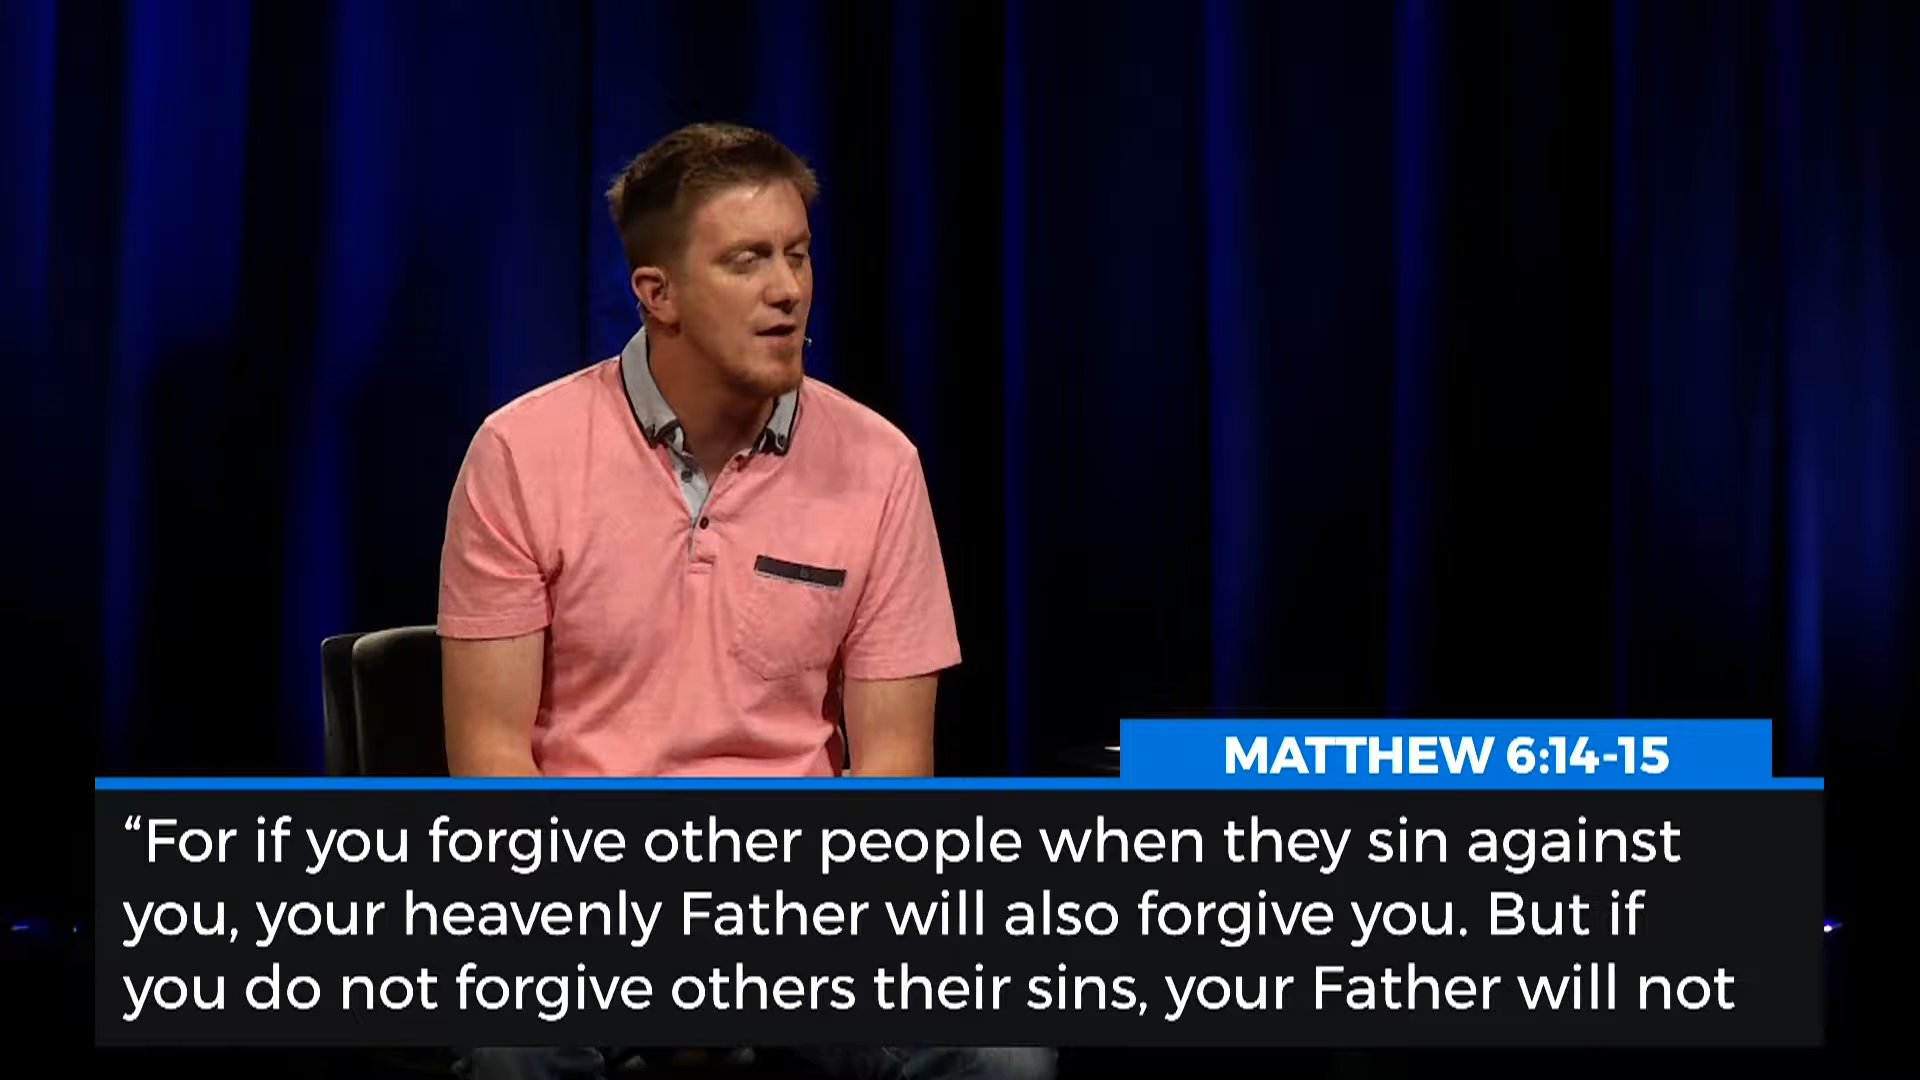 MATTHEW 6:14-15
“For if you forgive other people when they sin against
you, your heavenly Father will also forgive you. But if
you do not forgive others their sins, your Father will not